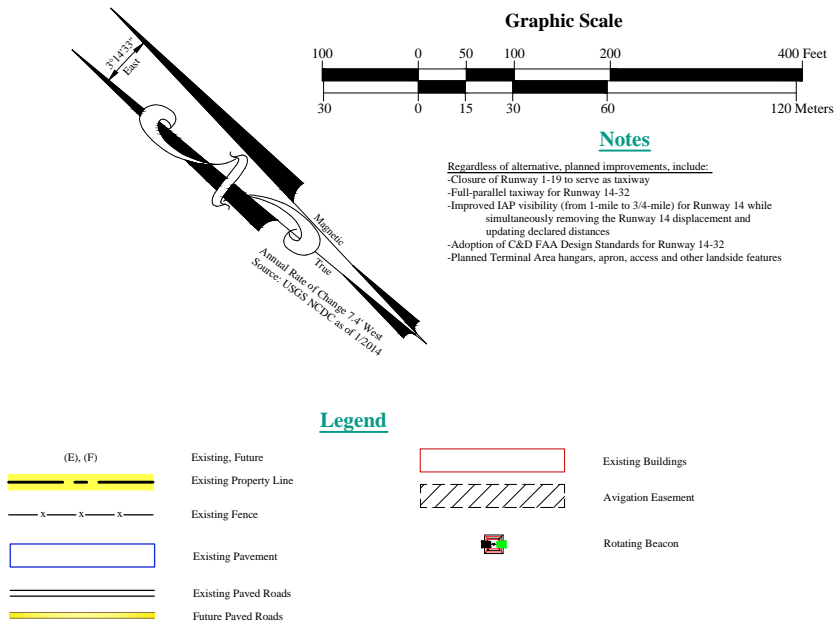 Graphic Scale
100 0 50 100 200 400 Feet
30 0 15 30 60 120 Meters
3°14'33"
East
Magnetic
True
Annual Rate of Change 7.4' West
Source: USGS NCDC as of 1/2014
Notes
Regardless of alternative, planned improvements, include:
-Closure of Runway 1-19 to serve as taxiway
-Full-parallel taxiway for Runway 14-32
-Improved IAP visibility (from 1-mile to 3/4-mile) for Runway 14 while
simultaneously removing the Runway 14 displacement and
updating declared distances
-Adoption of C&D FAA Design Standards for Runway 14-32
-Planned Terminal Area hangars, apron, access and other landside features
Legend
(E), (F) Existing, Future
Existing Property Line
x x x Existing Fence
Existing Pavement
Existing Paved Roads
Future Paved Roads
Existing Buildings
Avigation Easement
Rotating Beacon